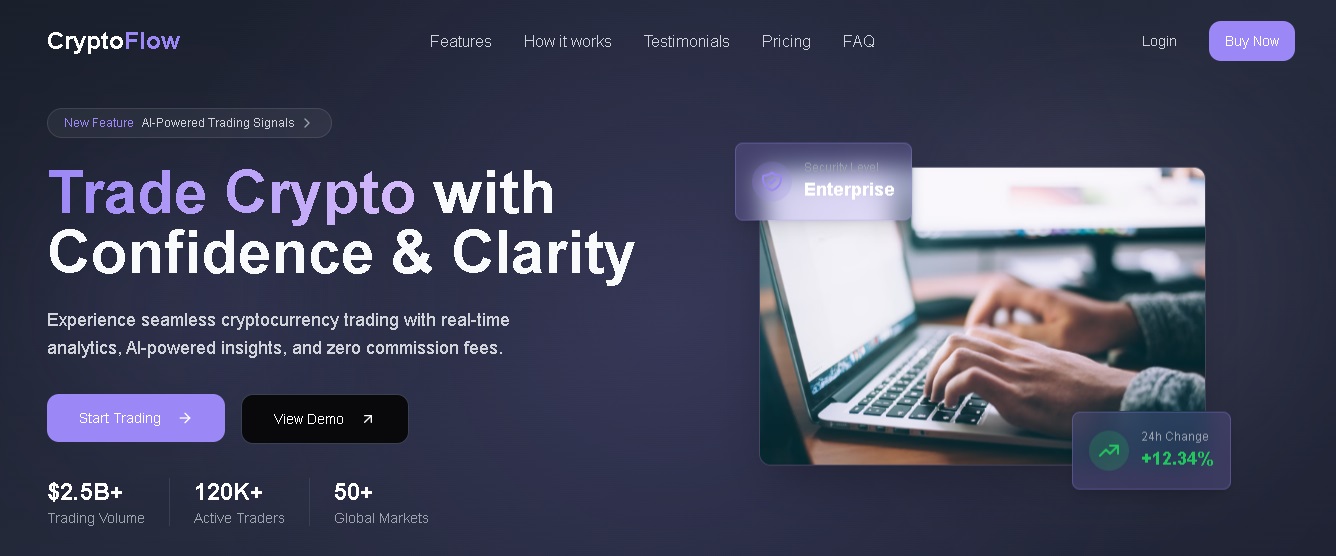 CryptoFlow
Features
How it works
Testimonials
Pricing
FAQ
Login
Buy Now
New Feature AI-Powered Trading Signals
Trade Crypto with
Confidence & Clarity
Experience seamless cryptocurrency trading with real-time
analytics, AI-powered insights, and zero commission fees.
Start Trading
View Demo
$2.5B+
Trading Volume
120K+
Active Traders
50+
Global Markets
Security Level
Enterprise
24h Change
+12.34%